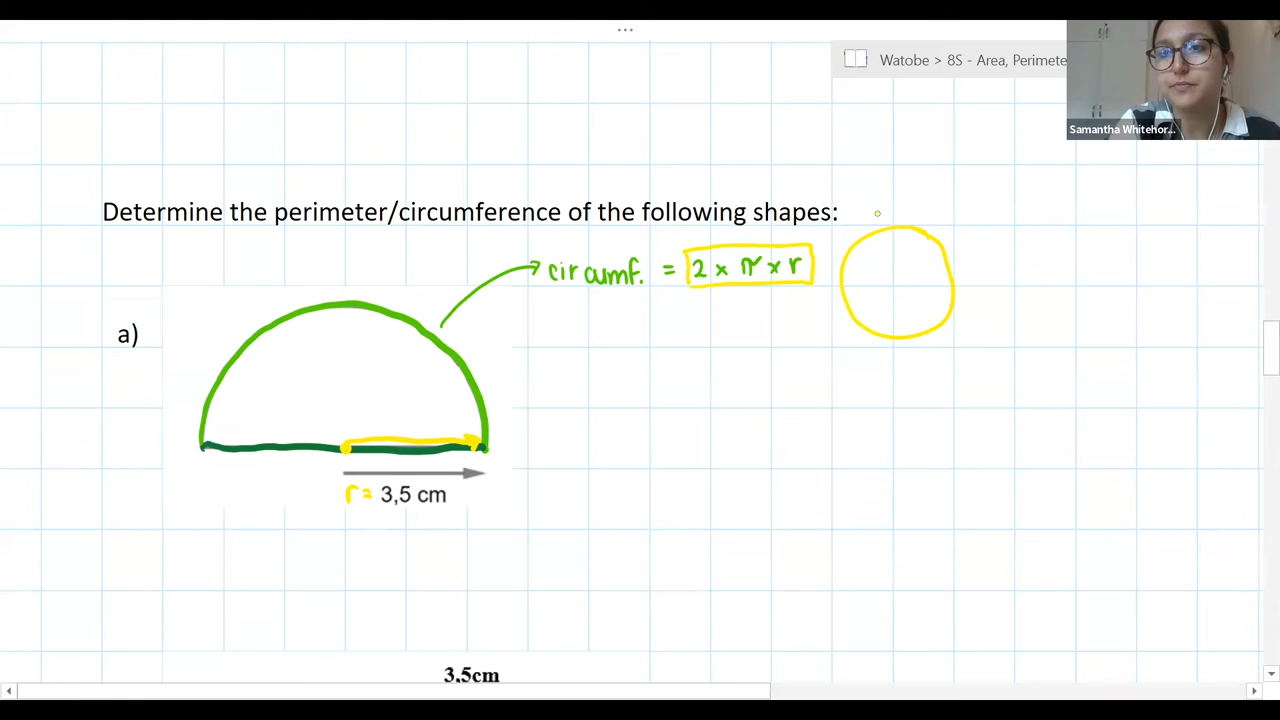 ...
Watobe > 8S - Area, Perimete
Samantha Whitehor...
Determine the perimeter/circumference of the following shapes:
circumf. = 2 × π × r
a)
r = 3,5 cm
3,5cm